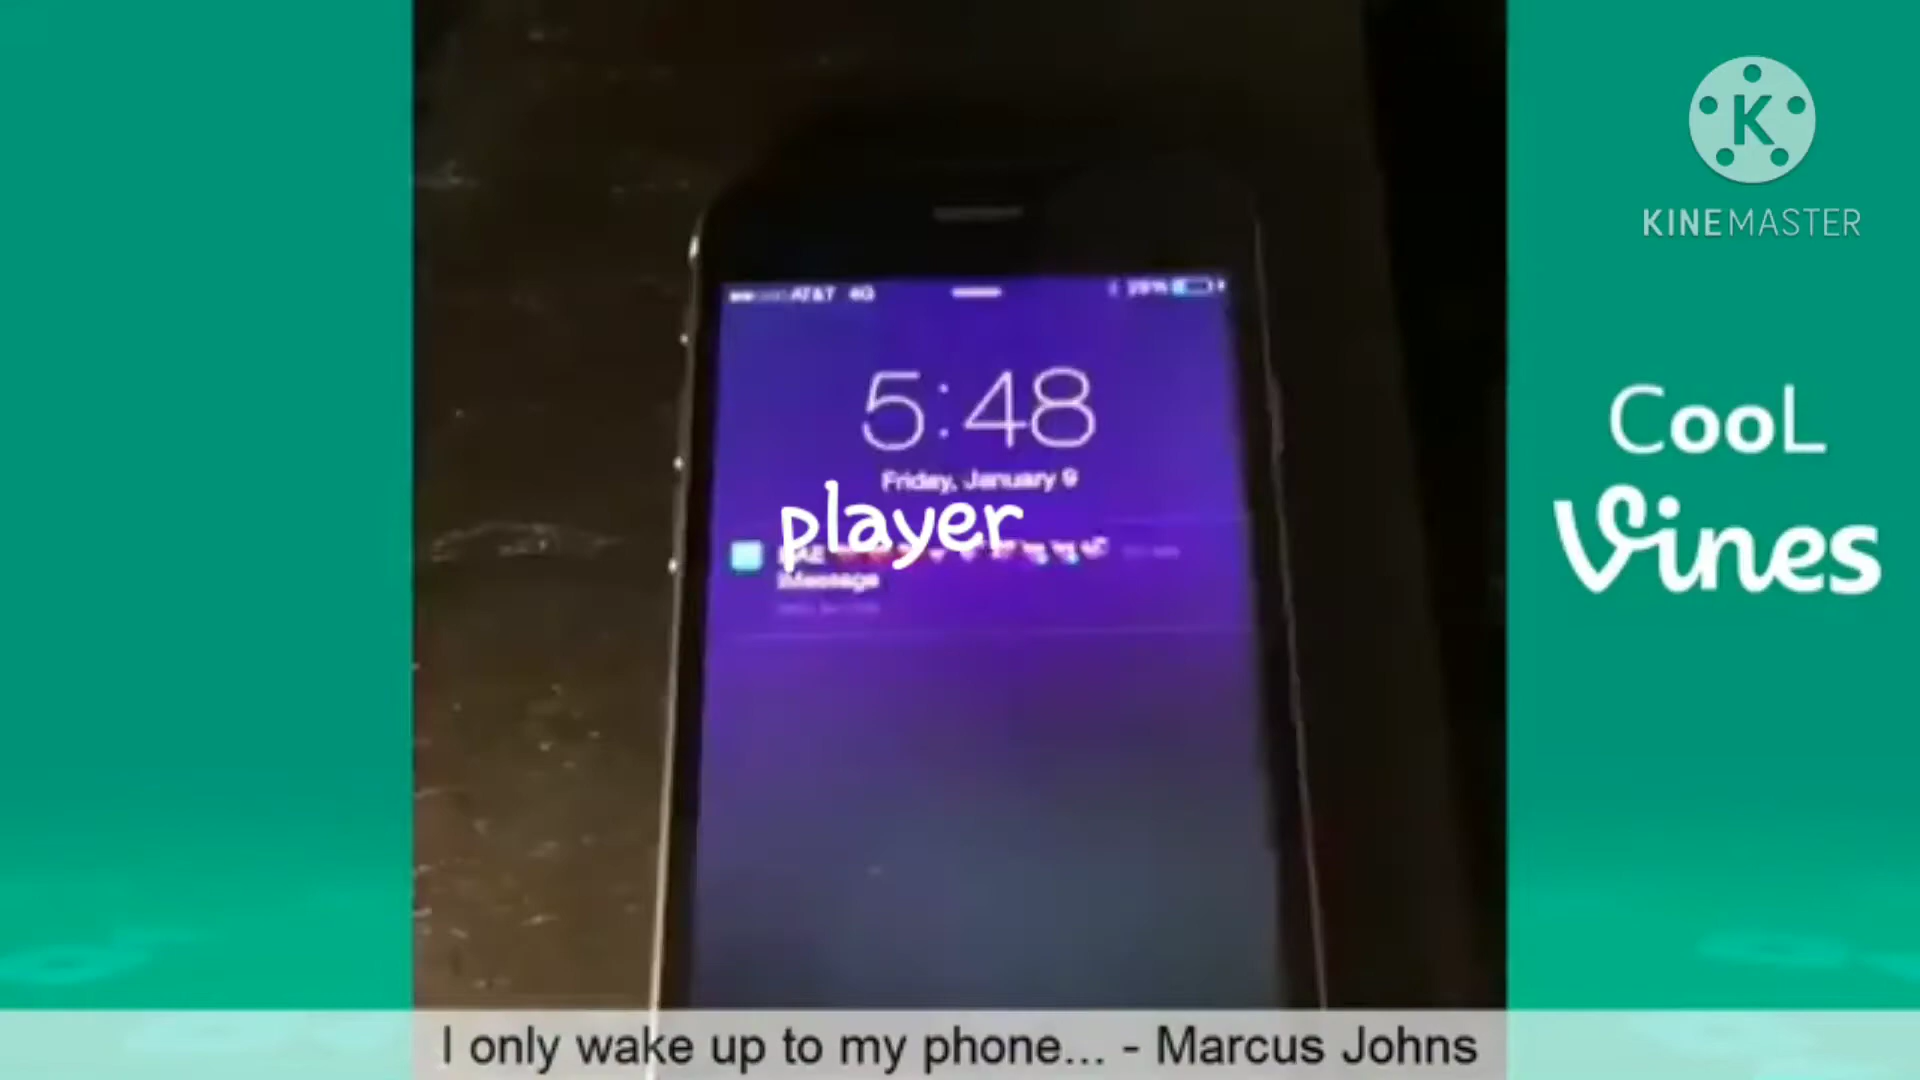 K
KINEMASTER
AT&T 4G
5:48
Friday, January 9
player
iMessage
CooL
Vines
I only wake up to my phone... - Marcus Johns